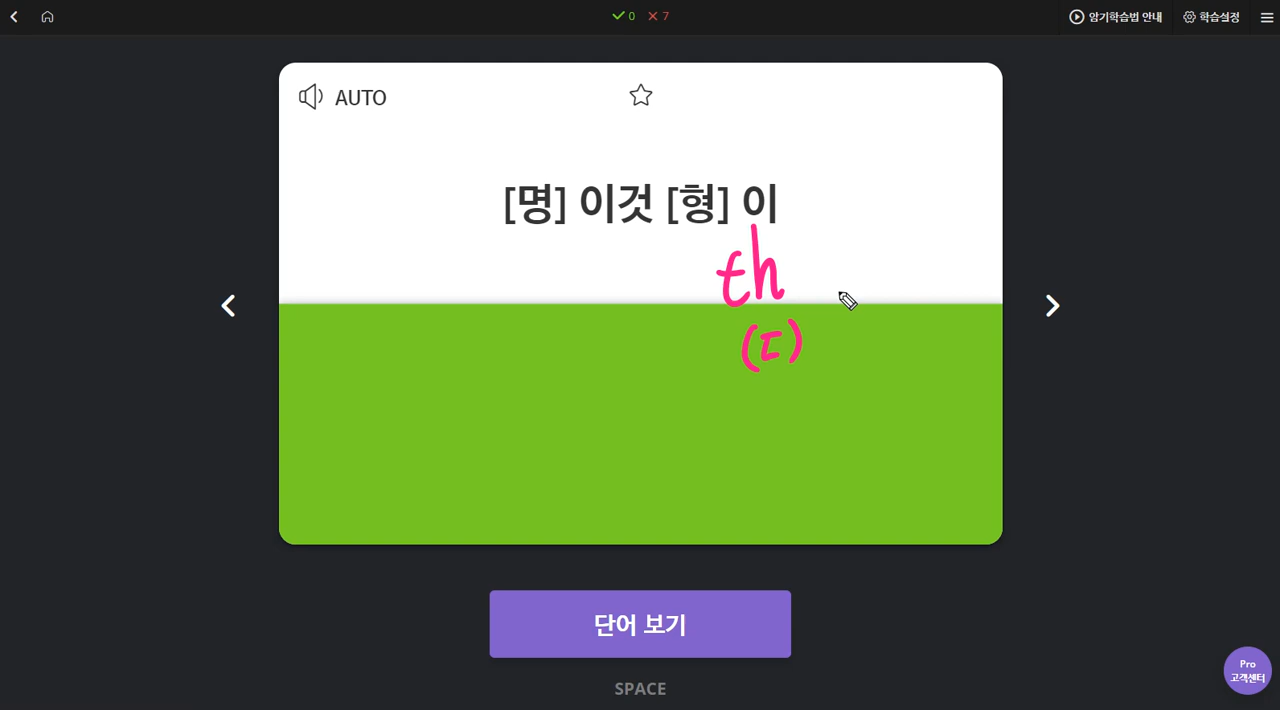 0 7 암기학습법 안내 학습설정
AUTO
[명] 이것 [형] 이
th
(ㄷ)
단어 보기
SPACE
Pro
고객센터